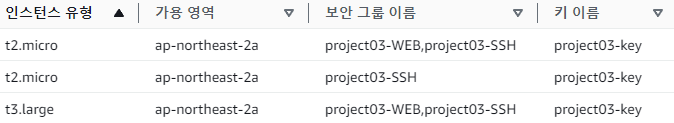 인스턴스 유형 가용 영역 보안 그룹 이름 키 이름
t2.micro ap-northeast-2a project03-WEB,project03-SSH project03-key
t2.micro ap-northeast-2a project03-SSH project03-key
t3.large ap-northeast-2a project03-WEB,project03-SSH project03-key